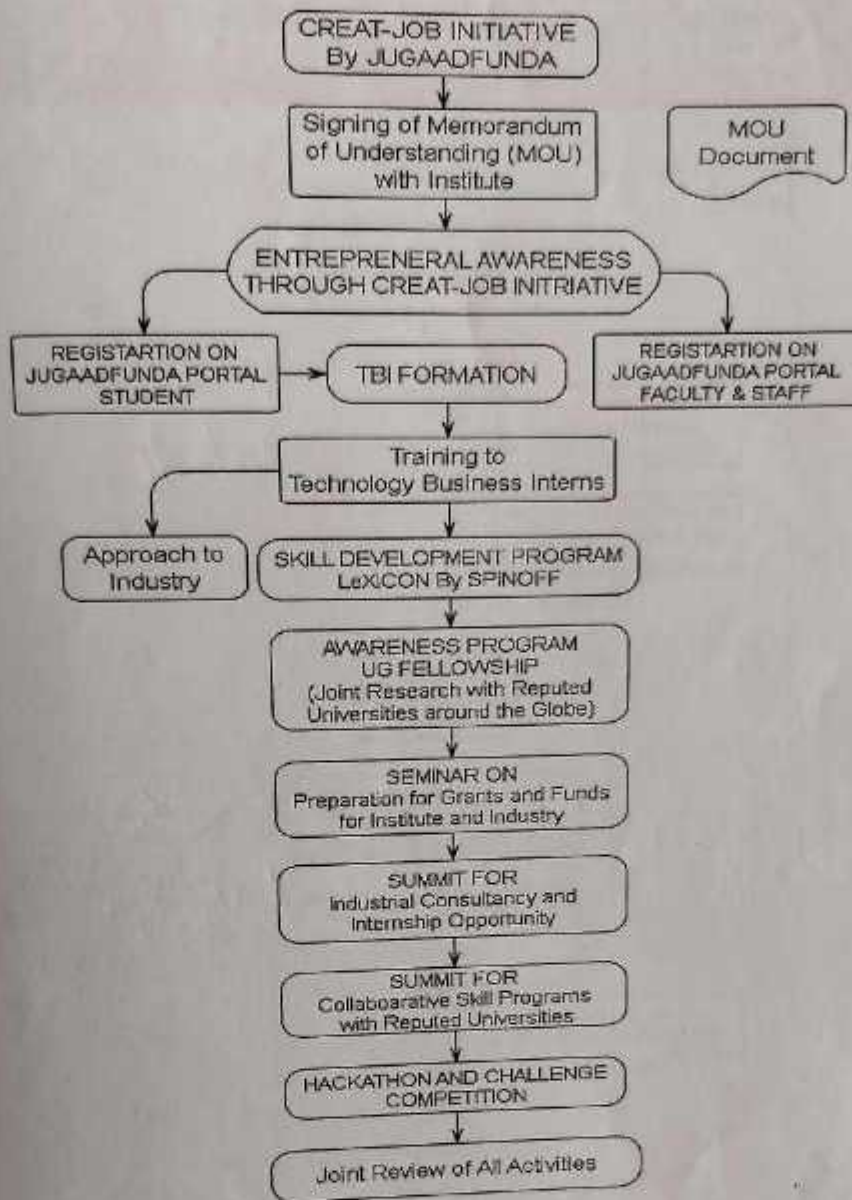 CREAT-JOB INITIATIVE
By JUGAADFUNDA
Signing of Memorandum
of Understanding (MOU)
with Institute
MOU
Document
ENTREPRENERAL AWARENESS
THROUGH CREAT-JOB INITRIATIVE
REGISTARTION ON
JUGAADFUNDA PORTAL
STUDENT
TBI FORMATION
REGISTARTION ON
JUGAADFUNDA PORTAL
FACULTY & STAFF
Training to
Technology Business Interns
Approach to
Industry
SKILL DEVELOPMENT PROGRAM
LeXICON By SPINOFF
AWARENESS PROGRAM
UG FELLOWSHIP
(Joint Research with Reputed
Universities around the Globe)
SEMINAR ON
Preparation for Grants and Funds
for Institute and Industry
SUMMIT FOR
Industrial Consultancy and
Internship Opportunity
SUMMIT FOR
Collaboarative Skill Programs
with Reputed Universities
HACKATHON AND CHALLENGE
COMPETITION
Joint Review of All Activities